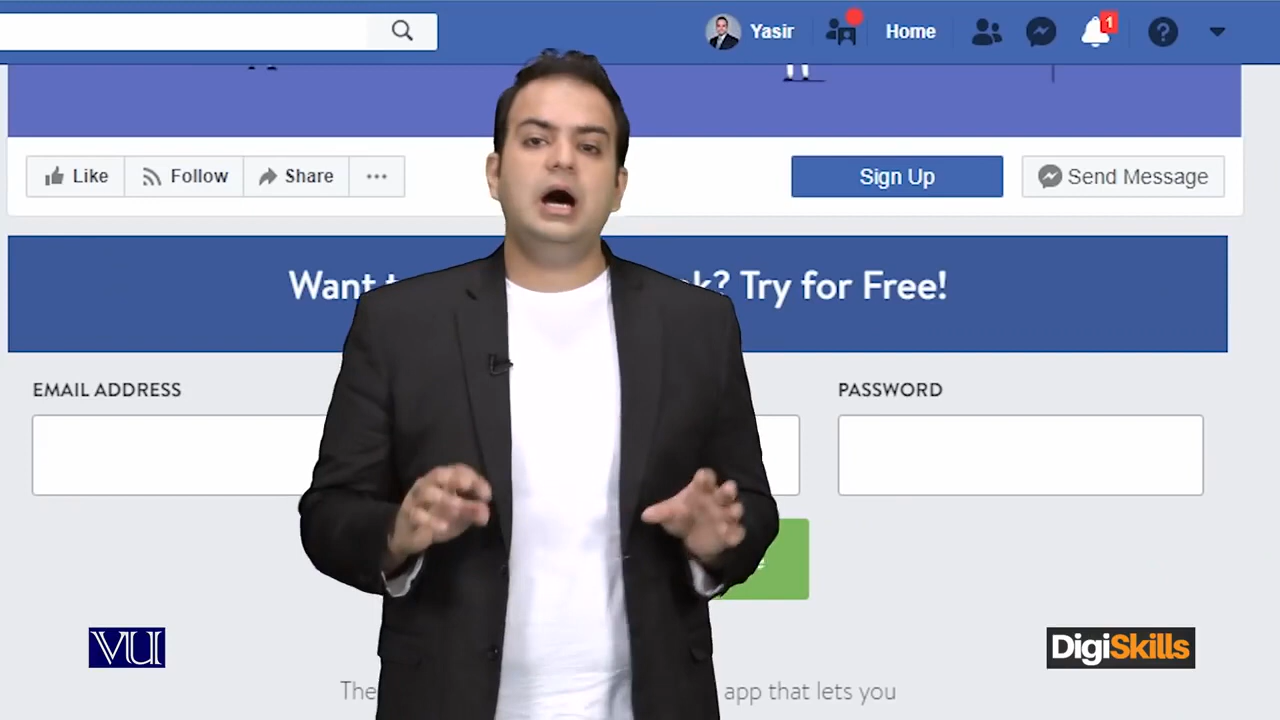 Yasir Home 1
Like Follow Share Sign Up Send Message
Want ? Try for Free!
EMAIL ADDRESS PASSWORD
VU DigiSkills
The app that lets you